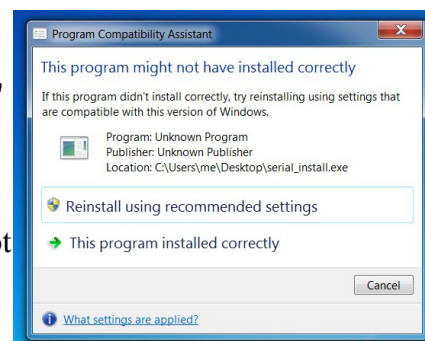 Program Compatibility Assistant
This program might not have installed correctly
If this program didn't install correctly, try reinstalling using settings that
are compatible with this version of Windows.
Program: Unknown Program
Publisher: Unknown Publisher
Location: C:\Users\me\Desktop\serial_install.exe
Reinstall using recommended settings
This program installed correctly
Cancel
What settings are applied?